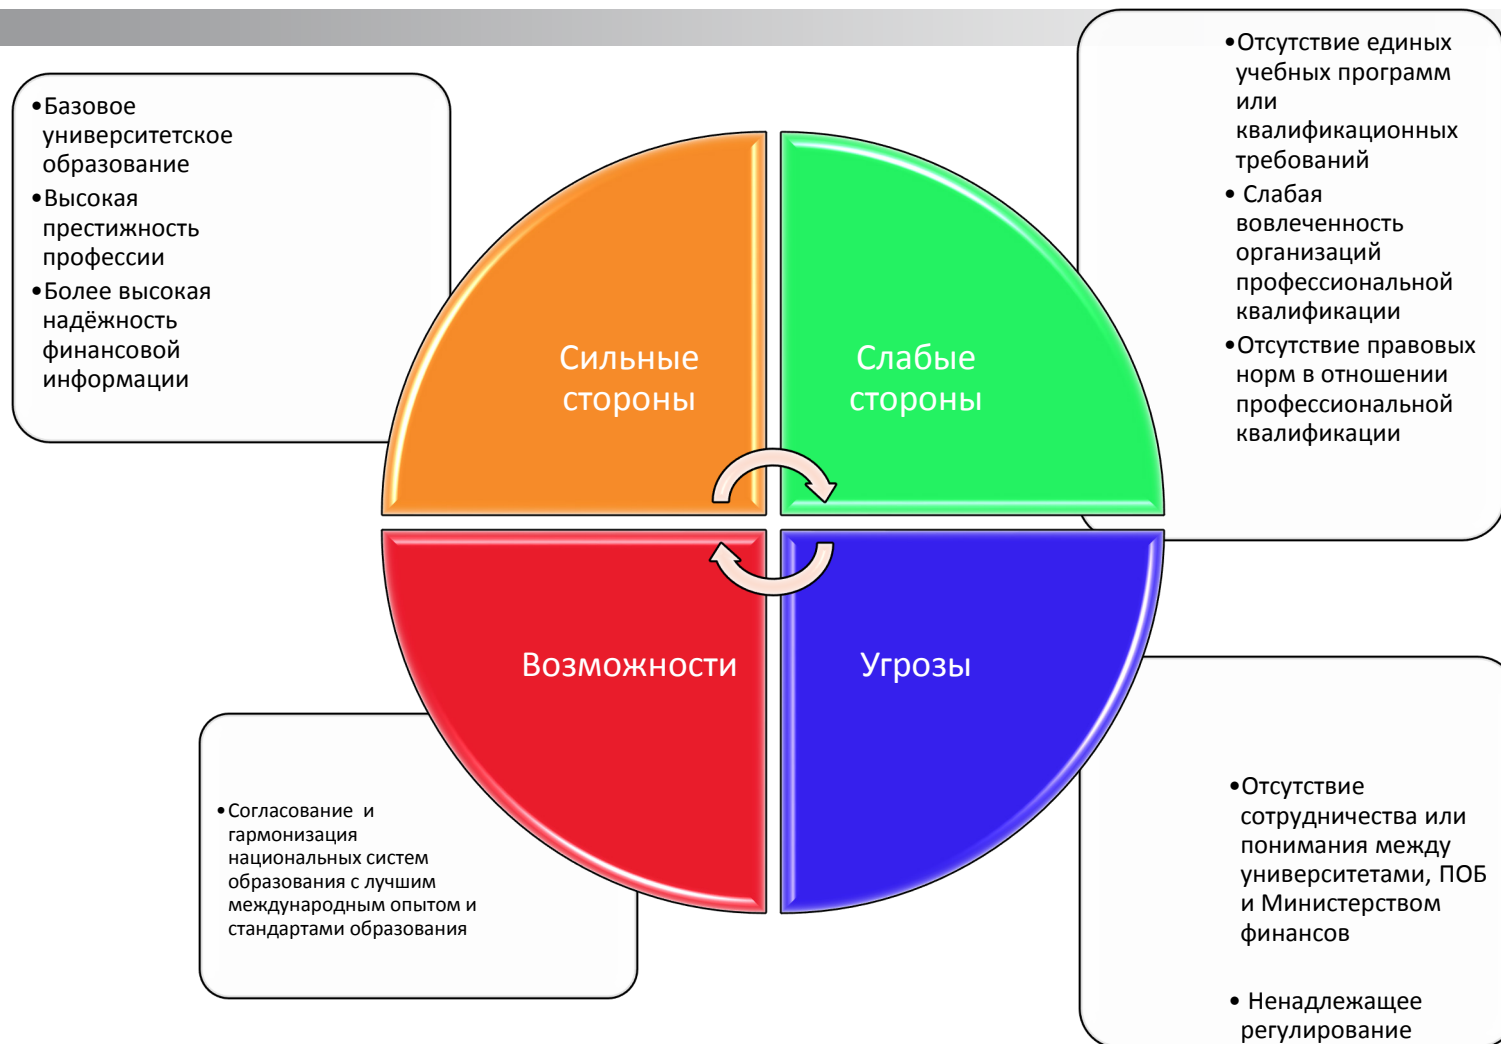 •Базовое
университетское
образование
•Высокая
престижность
профессии
•Более высокая
надёжность
финансовой
информации
•Отсутствие единых
учебных программ
или
квалификационных
требований
• Слабая
вовлеченность
организаций
профессиональной
квалификации
•Отсутствие правовых
норм в отношении
профессиональной
квалификации
Сильные
стороны
Слабые
стороны
Возможности
Угрозы
•Согласование и
гармонизация
национальных систем
образования с лучшим
международным опытом и
стандартами образования
•Отсутствие
сотрудничества или
понимания между
университетами, ПОБ
и Министерством
финансов
• Ненадлежащее
регулирование